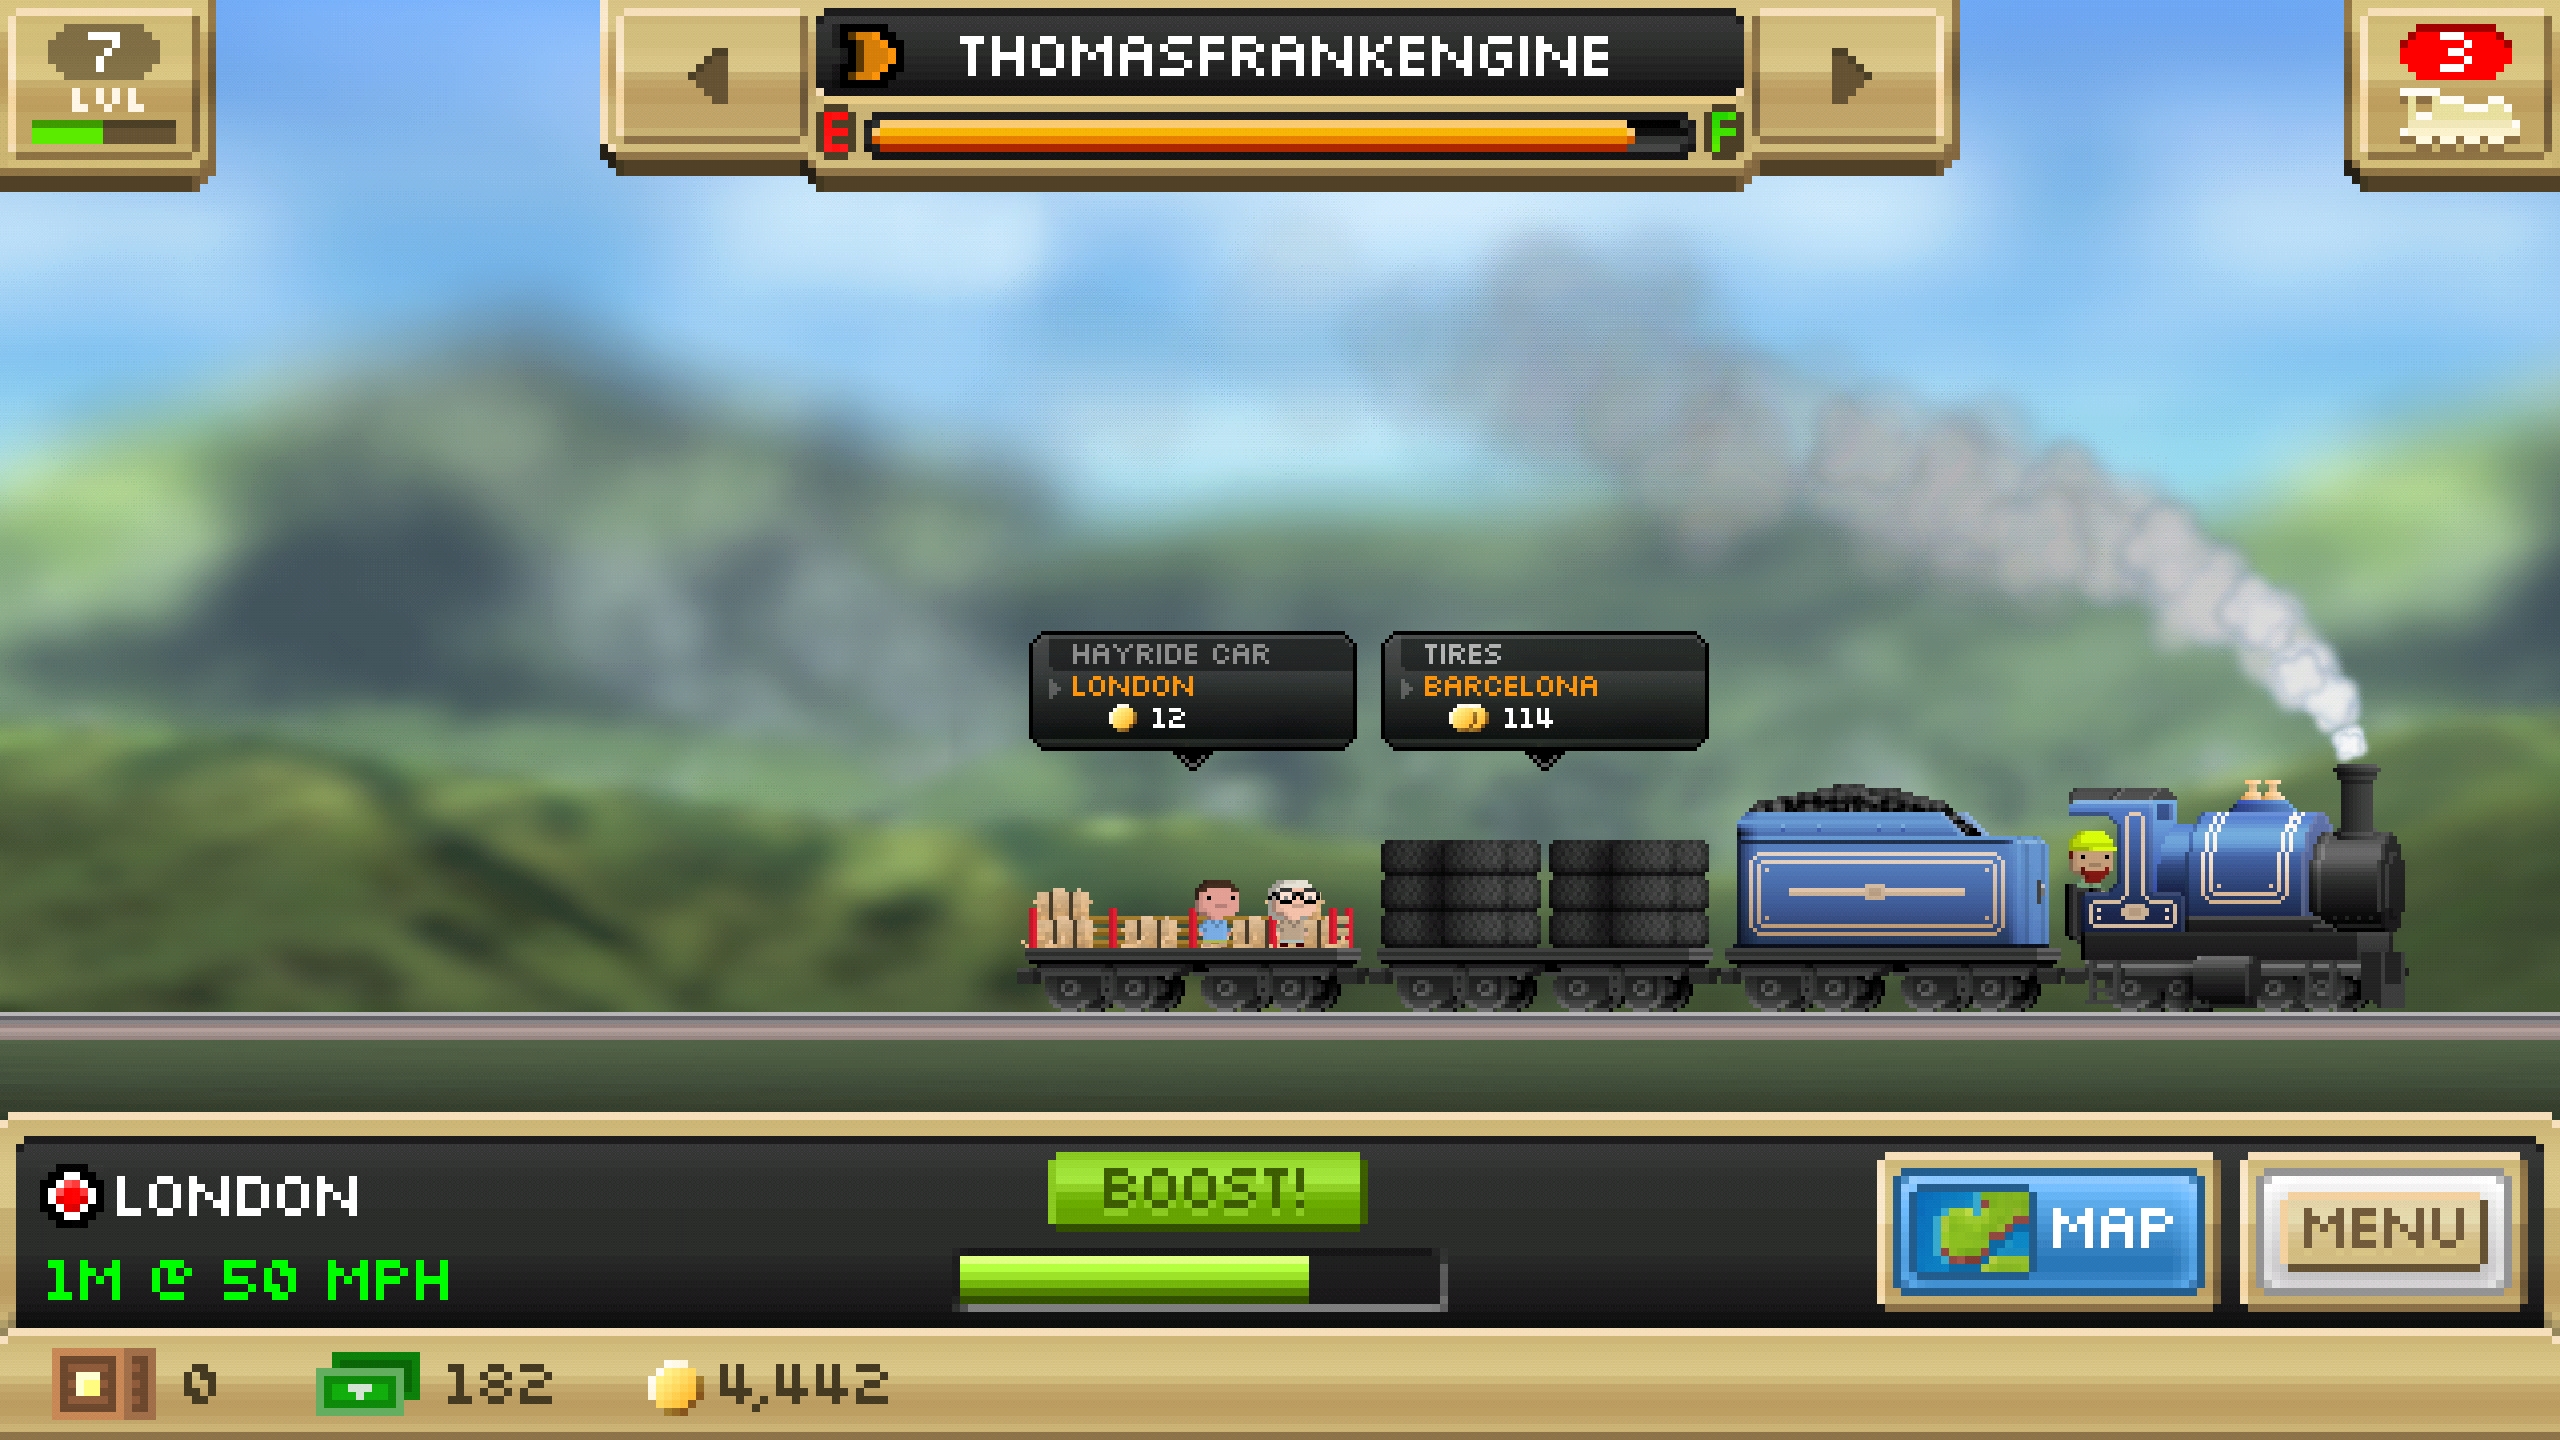 7
LVL
THOMASFRANKENGINE
E F
3
HAYRIDE CAR
LONDON
12
TIRES
BARCELONA
114
LONDON
1M @ 50 MPH
BOOST!
MAP
MENU
0
182
4,442